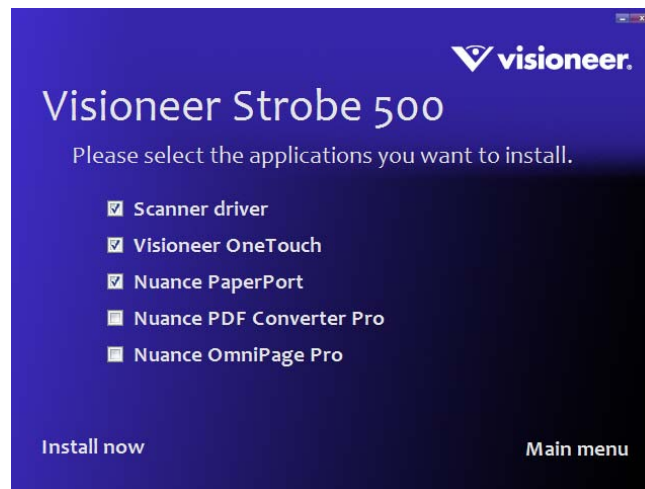 visioneer.
Visioneer Strobe 500
Please select the applications you want to install.
Scanner driver
Visioneer OneTouch
Nuance PaperPort
Nuance PDF Converter Pro
Nuance OmniPage Pro
Install now
Main menu